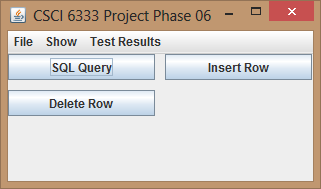 CSCI 6333 Project Phase 06
File Show Test Results
SQL Query Insert Row
Delete Row